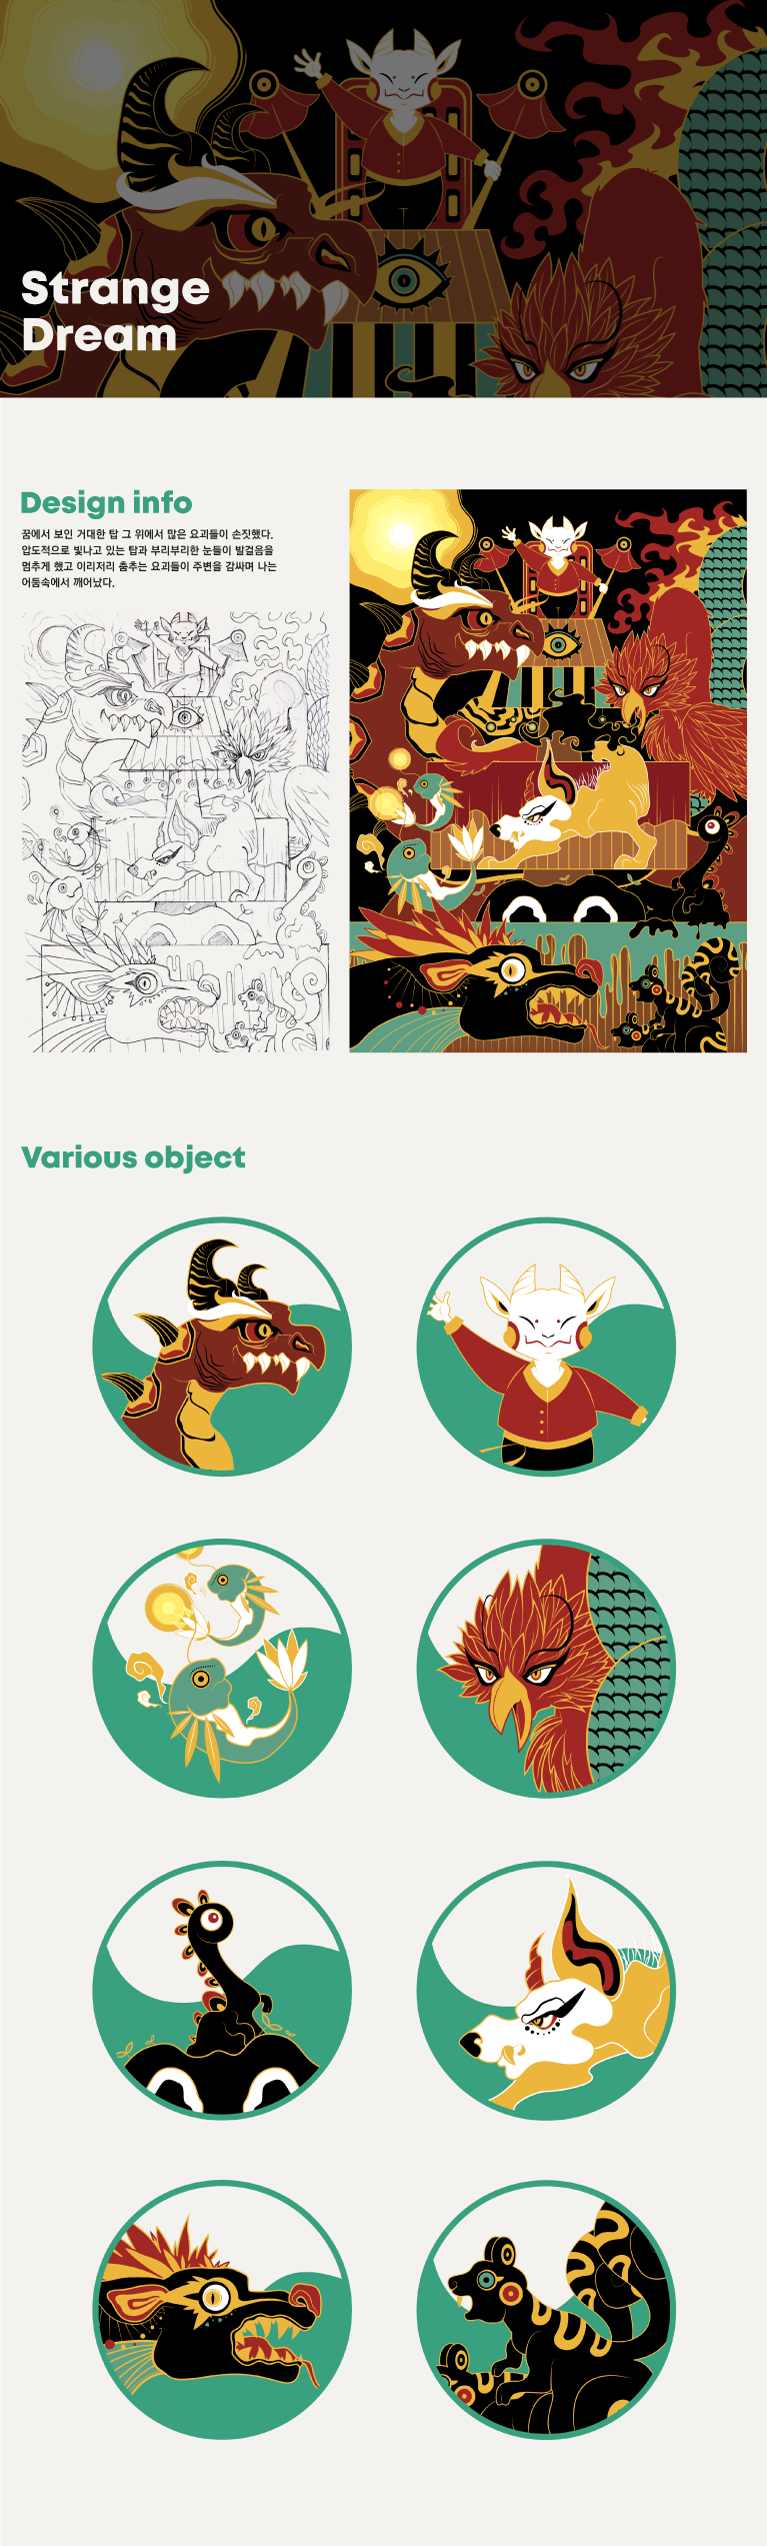 Strange
Dream
Design info
꿈에서 보인 거대한 탑 그 위에서 많은 요괴들이 손짓했다.
압도적으로 빛나고 있는 탑과 부리부리한 눈들이 발걸음을
멈추게 했고 이리저리 춤추는 요괴들이 주변을 감싸며 나는
어둠속에서 깨어났다.
Various object